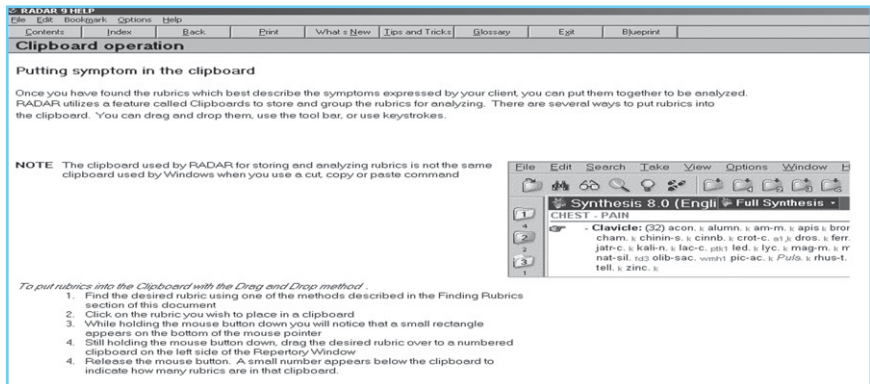 RADAR 9 HELP
File Edit Bookmark Options Help
Contents Index Back Print What s New Tips and Tricks Glossary Exit Blueprint
Clipboard operation
Putting symptom in the clipboard
Once you have found the rubrics which best describe the symptoms expressed by your client, you can put them together to be analyzed.
RADAR utilizes a feature called Clipboards to store and group the rubrics for analyzing. There are several ways to put rubrics into
the clipboard. You can drag and drop them, use the tool bar, or use keystrokes.
NOTE The clipboard used by RADAR for storing and analyzing rubrics is not the same
clipboard used by Windows when you use a cut, copy or paste command
File Edit Search Take View Options Window H
Synthesis 8.0 (Engli Full Synthesis
1
4
2
2
3
1
CHEST - PAIN
- Clavicle: (32) acon. k alumn. k am-m. k apis k bror
cham. k chinin-s. k cinnb. k crot-c. a1,k dros. k ferr.
jatr-c. k kali-n. k lac-c. ptk1 led. k lyc. k mag-m. k m
nat-sil. fd3 olib-sac. wmh1 pic-ac. k Puls. k rhus-t.
tell. k zinc. k
To put rubrics into the Clipboard with the Drag and Drop method .
1. Find the desired rubric using one of the methods described in the Finding Rubrics
section of this document
2. Click on the rubric you wish to place in a clipboard
3. While holding the mouse button down you will notice that a small rectangle
appears on the bottom of the mouse pointer
4 Still holding the mouse button down, drag the desired rubric over to a numbered
clipboard on the left side of the Repertory Window
4. Release the mouse button. A small number appears below the clipboard to
indicate how many rubrics are in that clipboard.